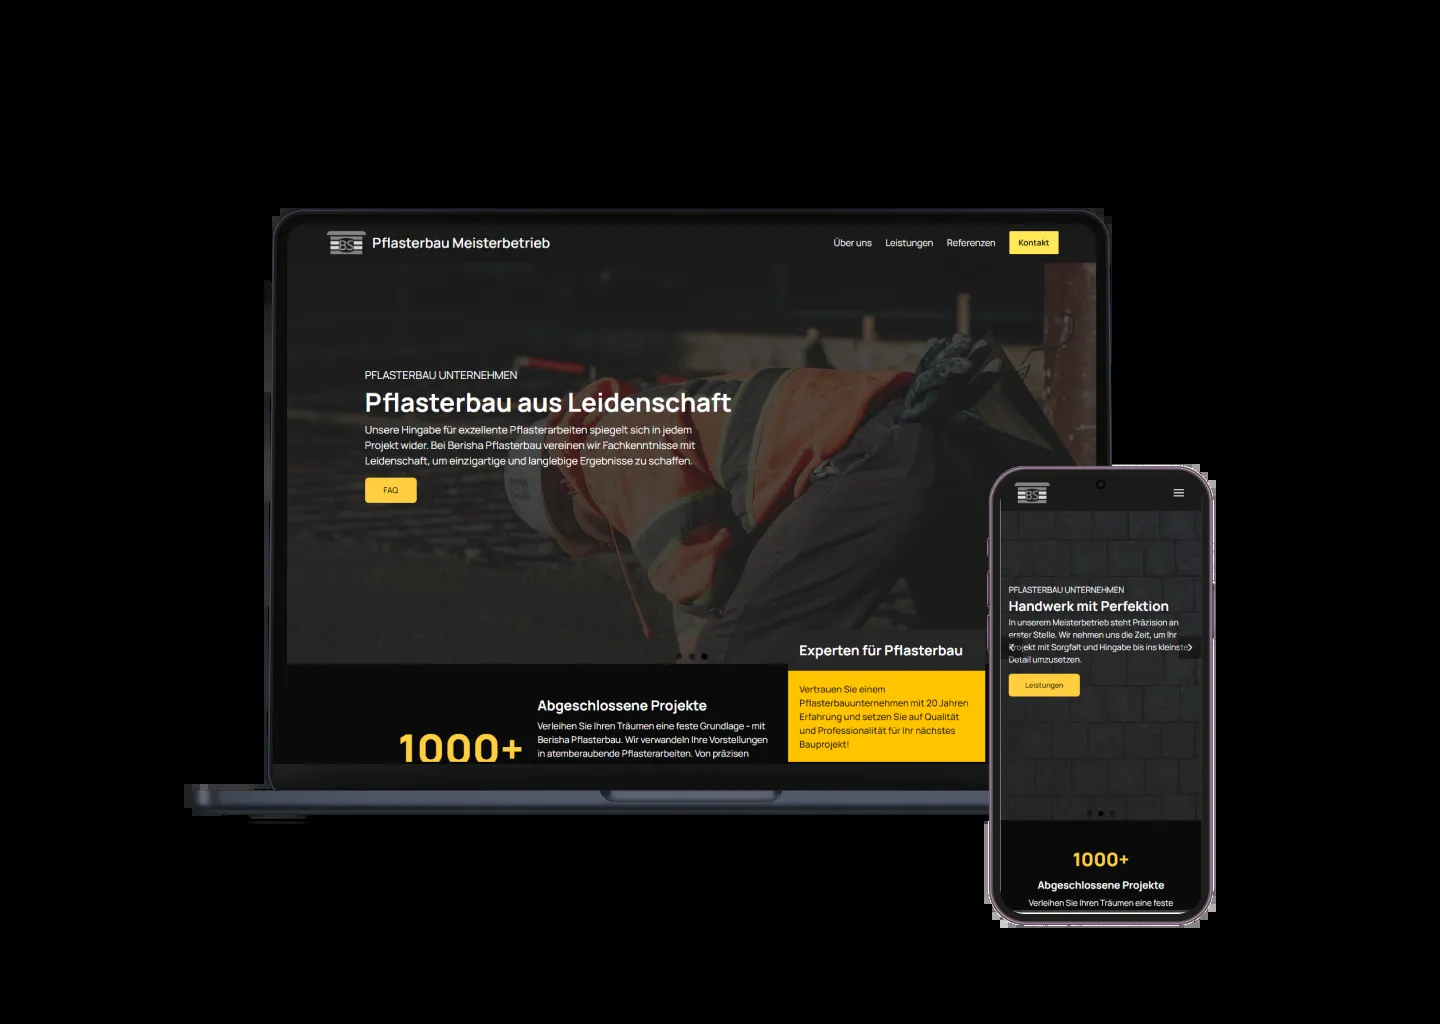 BS
Pflasterbau Meisterbetrieb
Über uns
Leistungen
Referenzen
Kontakt
PFLASTERBAU UNTERNEHMEN
Pflasterbau aus Leidenschaft
Unsere Hingabe für exzellente Pflasterarbeiten spiegelt sich in jedem
Projekt wider. Bei Berisha Pflasterbau vereinen wir Fachkenntnisse mit
Leidenschaft, um einzigartige und langlebige Ergebnisse zu schaffen.
FAQ
1000+
Abgeschlossene Projekte
Verleihen Sie Ihren Träumen eine feste Grundlage - mit
Berisha Pflasterbau. Wir verwandeln Ihre Vorstellungen
in atemberaubende Pflasterarbeiten. Von präzisen
Experten für Pflasterbau
Vertrauen Sie einem
Pflasterbauunternehmen mit 20 Jahren
Erfahrung und setzen Sie auf Qualität
und Professionalität für Ihr nächstes
Bauprojekt!
BS
PFLASTERBAU UNTERNEHMEN
Handwerk mit Perfektion
In unserem Meisterbetrieb steht Präzision an
erster Stelle. Wir nehmen uns die Zeit, um Ihr
Projekt mit Sorgfalt und Hingabe bis ins kleinste
Detail umzusetzen.
Leistungen
1000+
Abgeschlossene Projekte
Verleihen Sie Ihren Träumen eine feste